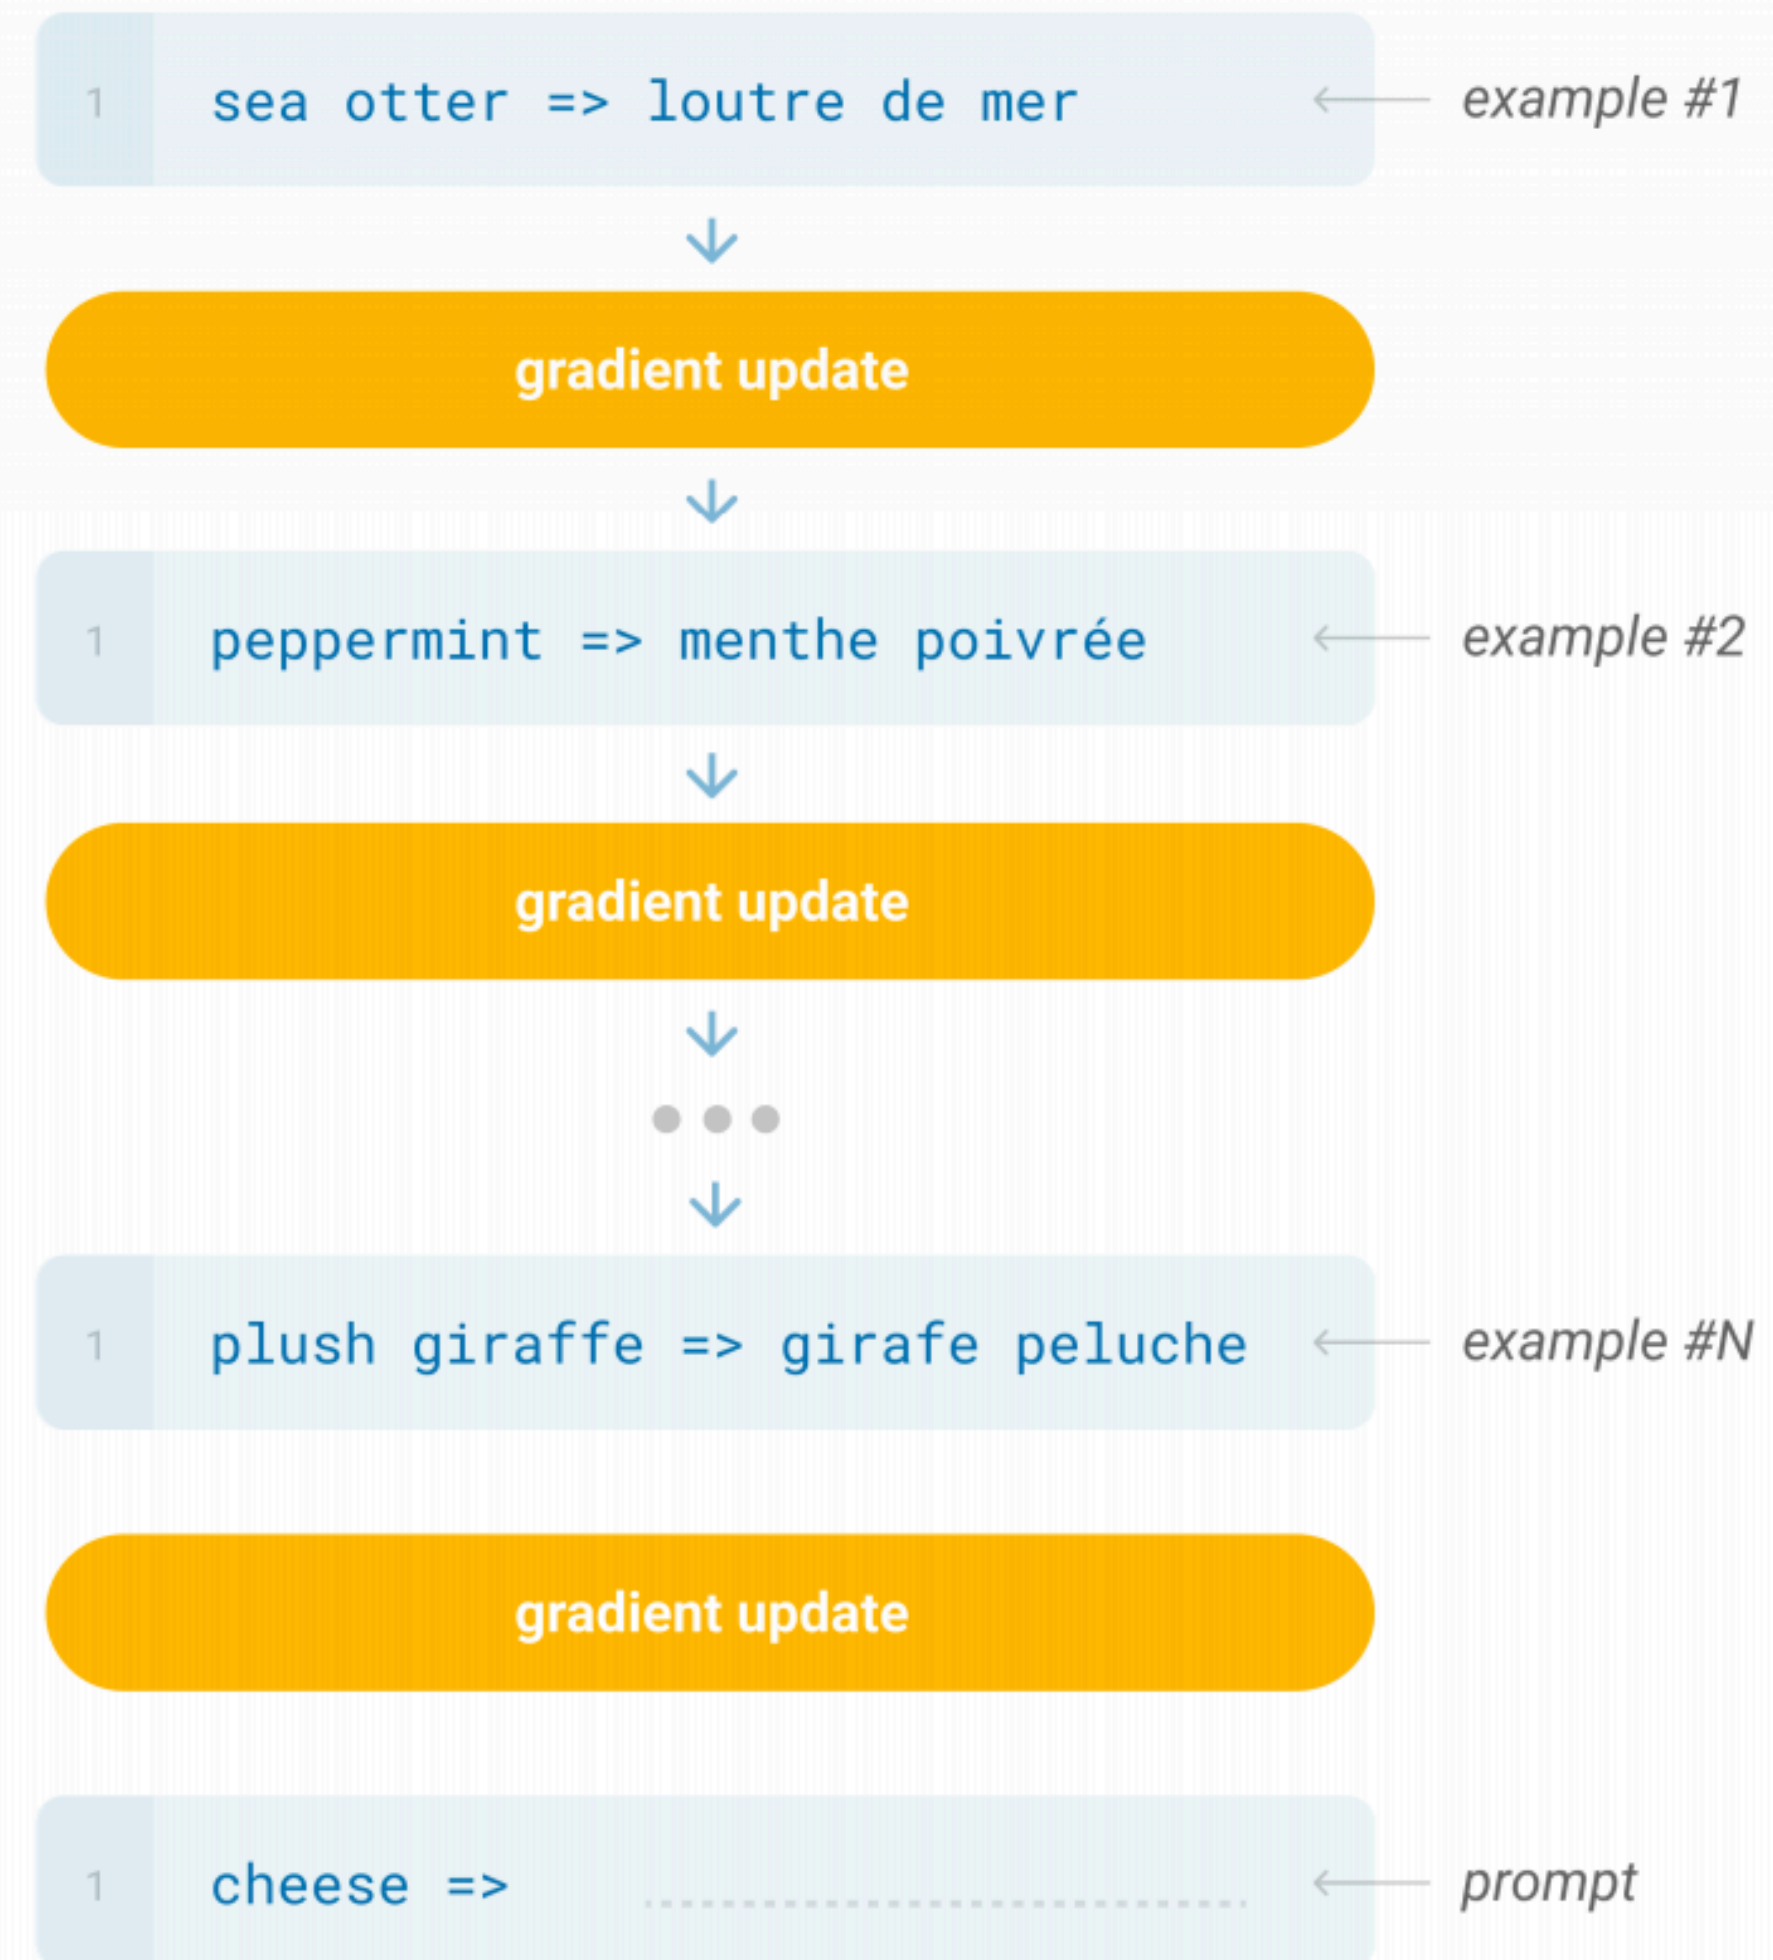 1 sea otter => loutre de mer ← example #1
gradient update
1 peppermint => menthe poivrée ← example #2
gradient update
1 plush giraffe => girafe peluche ← example #N
gradient update
1 cheese => ← prompt